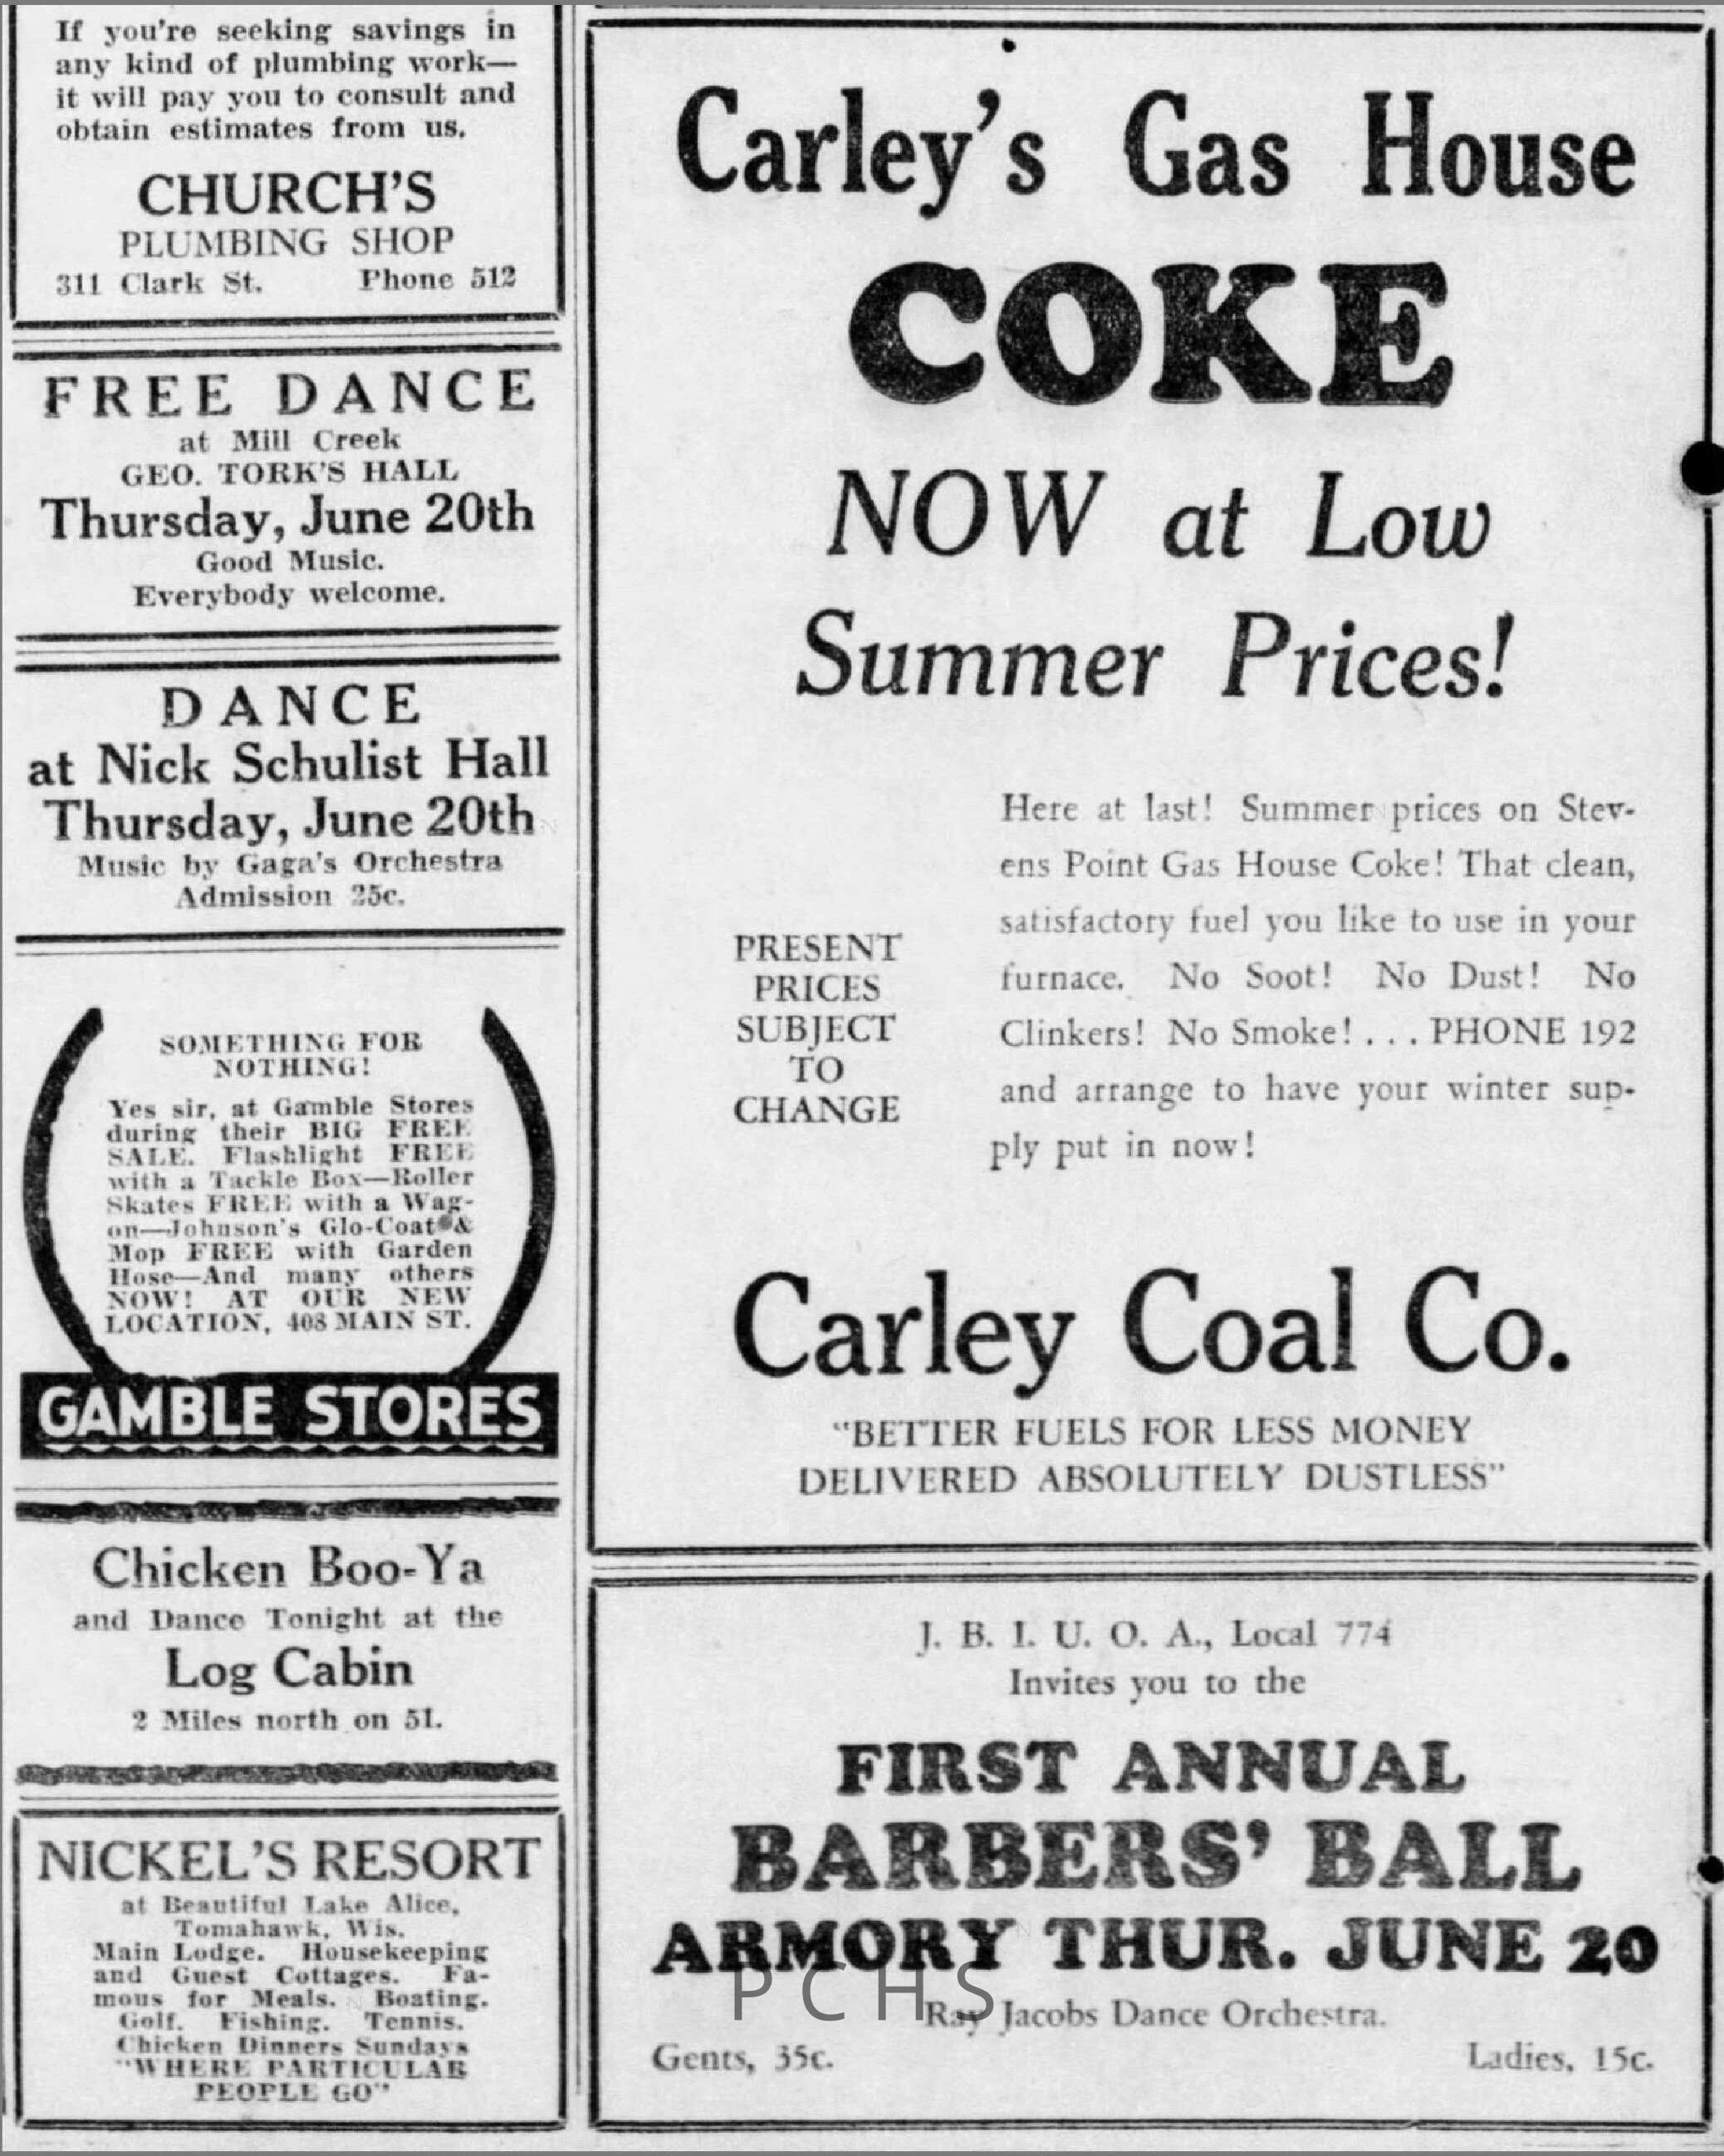 If you're seeking savings in
any kind of plumbing work—
it will pay you to consult and
obtain estimates from us.
CHURCH'S
PLUMBING SHOP
311 Clark St. Phone 512
FREE DANCE
at Mill Creek
GEO. TORK'S HALL
Thursday, June 20th
Good Music.
Everybody welcome.
DANCE
at Nick Schulist Hall
Thursday, June 20th
Music by Gaga's Orchestra
Admission 25c.
SOMETHING FOR
NOTHING!
Yes sir, at Gamble Stores
during their BIG FREE
SALE. Flashlight FREE
with a Tackle Box—Roller
Skates FREE with a Wag-
on—Johnson's Glo-Coat &
Mop FREE with Garden
Hose—And many others
NOW! AT OUR NEW
LOCATION, 408 MAIN ST.
GAMBLE STORES
Chicken Boo-Ya
and Dance Tonight at the
Log Cabin
2 Miles north on 51.
NICKEL'S RESORT
at Beautiful Lake Alice,
Tomahawk, Wis.
Main Lodge. Housekeeping
and Guest Cottages. Fa-
mous for Meals. Boating.
Golf. Fishing. Tennis.
Chicken Dinners Sundays
"WHERE PARTICULAR
PEOPLE GO"
Carley's Gas House
COKE
NOW at Low
Summer Prices!
PRESENT
PRICES
SUBJECT
TO
CHANGE
Here at last! Summer prices on Stev-
ens Point Gas House Coke! That clean,
satisfactory fuel you like to use in your
furnace. No Soot! No Dust! No
Clinkers! No Smoke! . . . PHONE 192
and arrange to have your winter sup-
ply put in now!
Carley Coal Co.
"BETTER FUELS FOR LESS MONEY
DELIVERED ABSOLUTELY DUSTLESS"
J. B. I. U. O. A., Local 774
Invites you to the
FIRST ANNUAL
BARBERS' BALL
ARMORY THUR. JUNE 20
PCHS
Ray Jacobs Dance Orchestra.
Gents, 35c. Ladies, 15c.